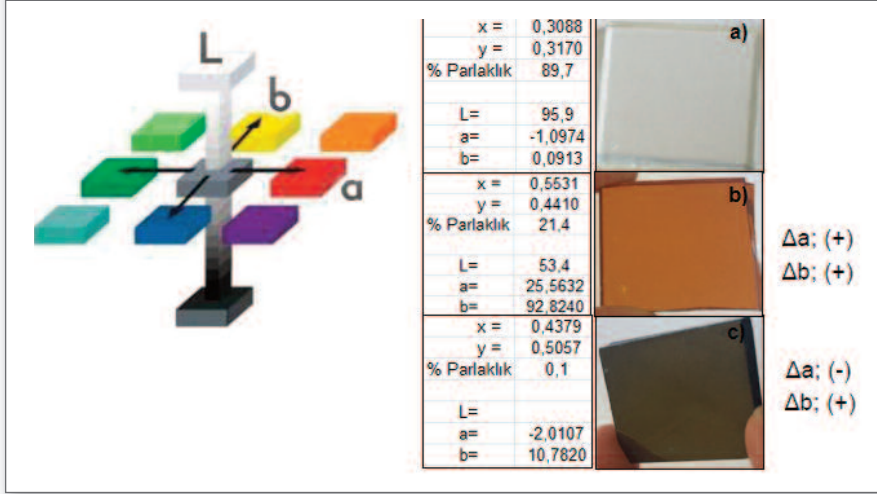 L
b
a
x = 0,3088
y = 0,3170
% Parlaklık 89,7
L= 95,9
a= -1,0974
b= 0,0913
a)
x = 0,5531
y = 0,4410
% Parlaklık 21,4
L= 53,4
a= 25,5632
b= 92,8240
b)
Δa; (+)
Δb; (+)
x = 0,4379
y = 0,5057
% Parlaklık 0,1
L=
a= -2,0107
b= 10,7820
c)
Δa; (-)
Δb; (+)